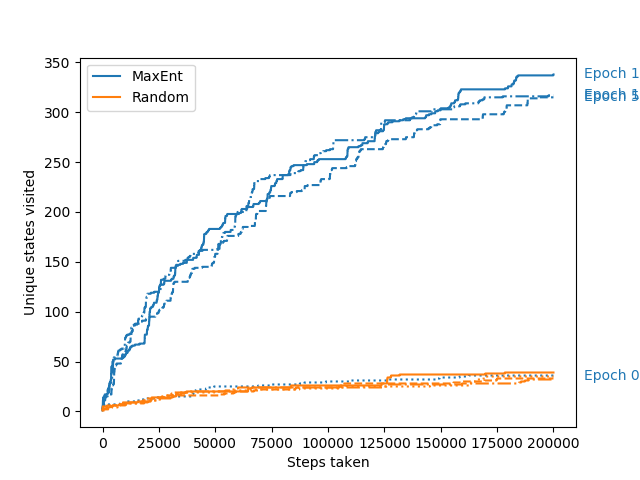 350
300
250
200
150
100
50
0
Unique states visited
MaxEnt
Random
Epoch 1
Epoch 0
0 25000 50000 75000 100000 125000 150000 175000 200000
Steps taken